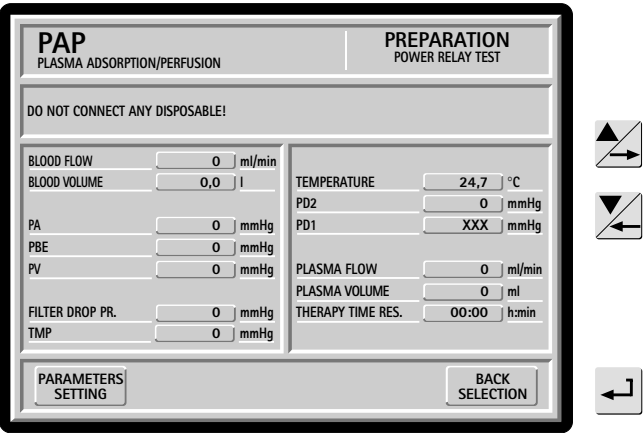 PAP
PLASMA ADSORPTION/PERFUSION
PREPARATION
POWER RELAY TEST
DO NOT CONNECT ANY DISPOSABLE!
BLOOD FLOW 0 ml/min
BLOOD VOLUME 0,0 l
PA 0 mmHg
PBE 0 mmHg
PV 0 mmHg
FILTER DROP PR. 0 mmHg
TMP 0 mmHg
TEMPERATURE 24,7 °C
PD2 0 mmHg
PD1 XXX mmHg
PLASMA FLOW 0 ml/min
PLASMA VOLUME 0 ml
THERAPY TIME RES. 00:00 h:min
PARAMETERS
SETTING
BACK
SELECTION